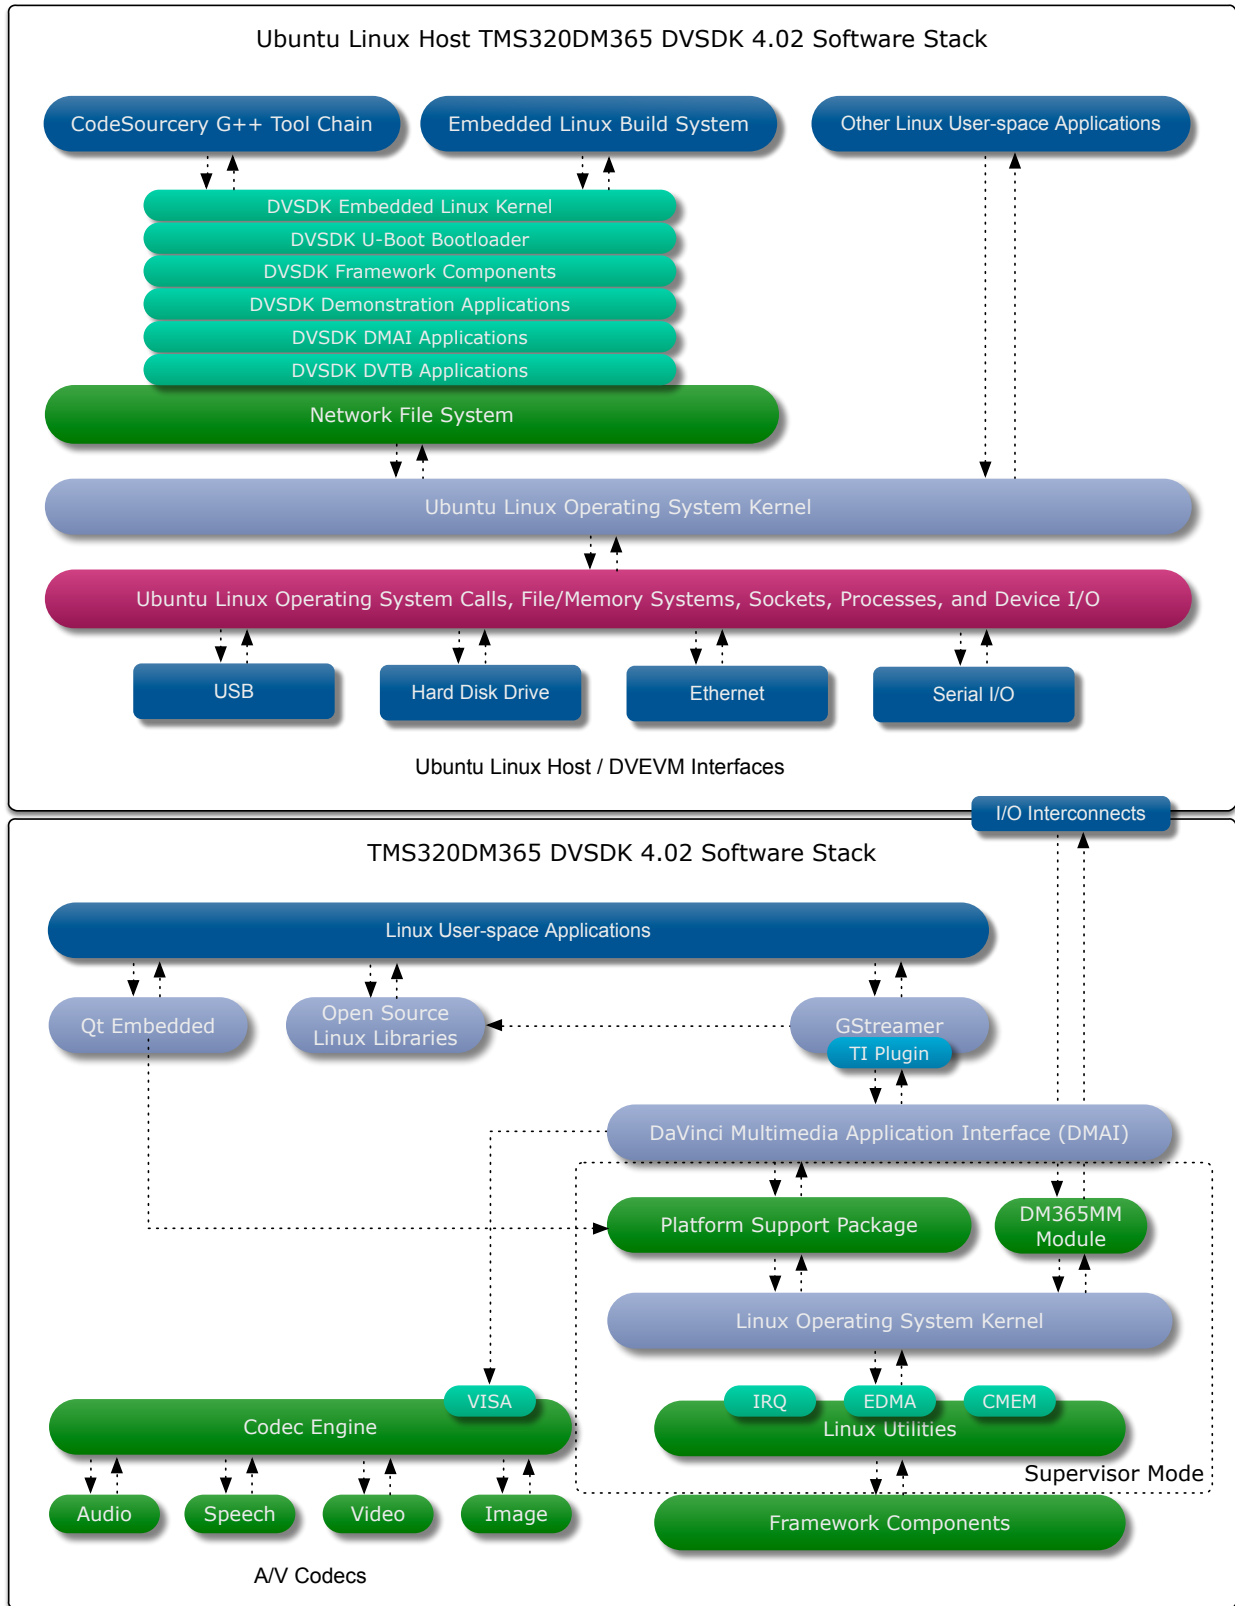 Ubuntu Linux Host TMS320DM365 DVSDK 4.02 Software Stack
CodeSourcery G++ Tool Chain
Embedded Linux Build System
Other Linux User-space Applications
DVSDK Embedded Linux Kernel
DVSDK U-Boot Bootloader
DVSDK Framework Components
DVSDK Demonstration Applications
DVSDK DMAI Applications
DVSDK DVTB Applications
Network File System
Ubuntu Linux Operating System Kernel
Ubuntu Linux Operating System Calls, File/Memory Systems, Sockets, Processes, and Device I/O
USB
Hard Disk Drive
Ethernet
Serial I/O
Ubuntu Linux Host / DVEVM Interfaces
I/O Interconnects
TMS320DM365 DVSDK 4.02 Software Stack
Linux User-space Applications
Qt Embedded
Open Source
Linux Libraries
GStreamer
TI Plugin
DaVinci Multimedia Application Interface (DMAI)
Platform Support Package
DM365MM
Module
Linux Operating System Kernel
VISA
IRQ
EDMA
CMEM
Codec Engine
Linux Utilities
Supervisor Mode
Audio
Speech
Video
Image
Framework Components
A/V Codecs